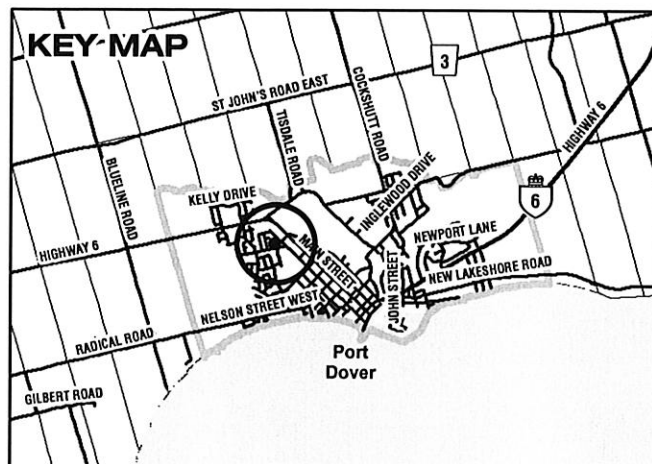 KEY MAP
3
ST JOHN'S ROAD EAST
COCKSHUTT ROAD
TISDALE ROAD
HIGHWAY 6
BLUELINE ROAD
INGLEWOOD DRIVE
6
KELLY DRIVE
NEWPORT LANE
MAIN STREET
HIGHWAY 6
NEW LAKESHORE ROAD
JOHN STREET
NELSON STREET WEST
RADICAL ROAD
Port
Dover
GILBERT ROAD